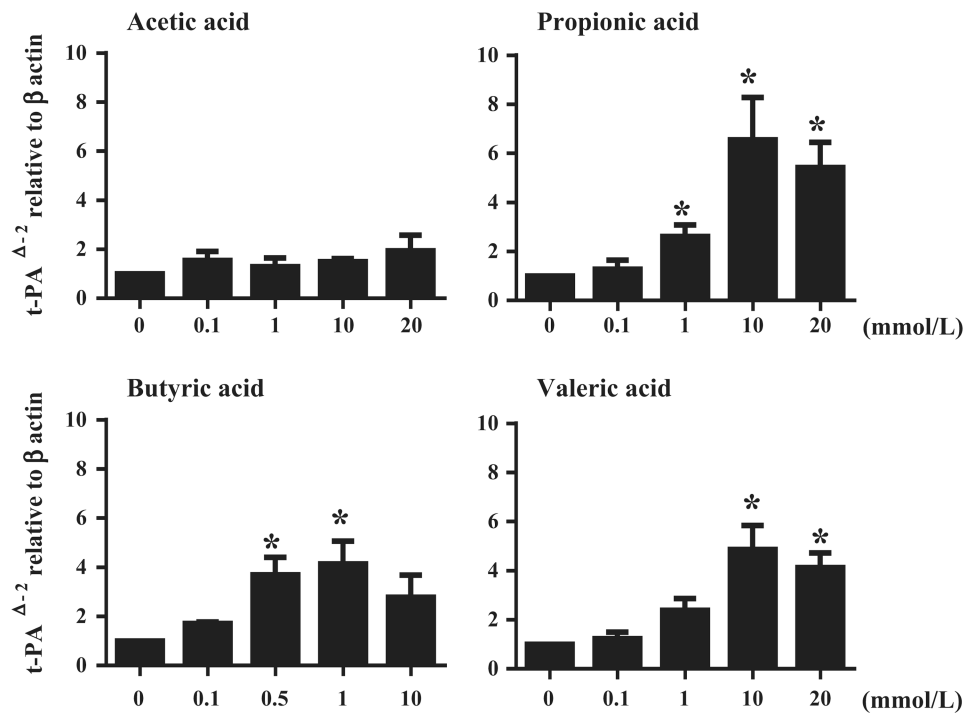 Acetic acid
t-PA Δ-2 relative to β actin
10
8
6
4
2
0
0 0.1 1 10 20
Propionic acid
10
8
6
4
2
0
* * *
0 0.1 1 10 20 (mmol/L)
Butyric acid
t-PA Δ-2 relative to β actin
10
8
6
4
2
0
* *
0 0.1 0.5 1 10
Valeric acid
10
8
6
4
2
0
* *
0 0.1 1 10 20 (mmol/L)